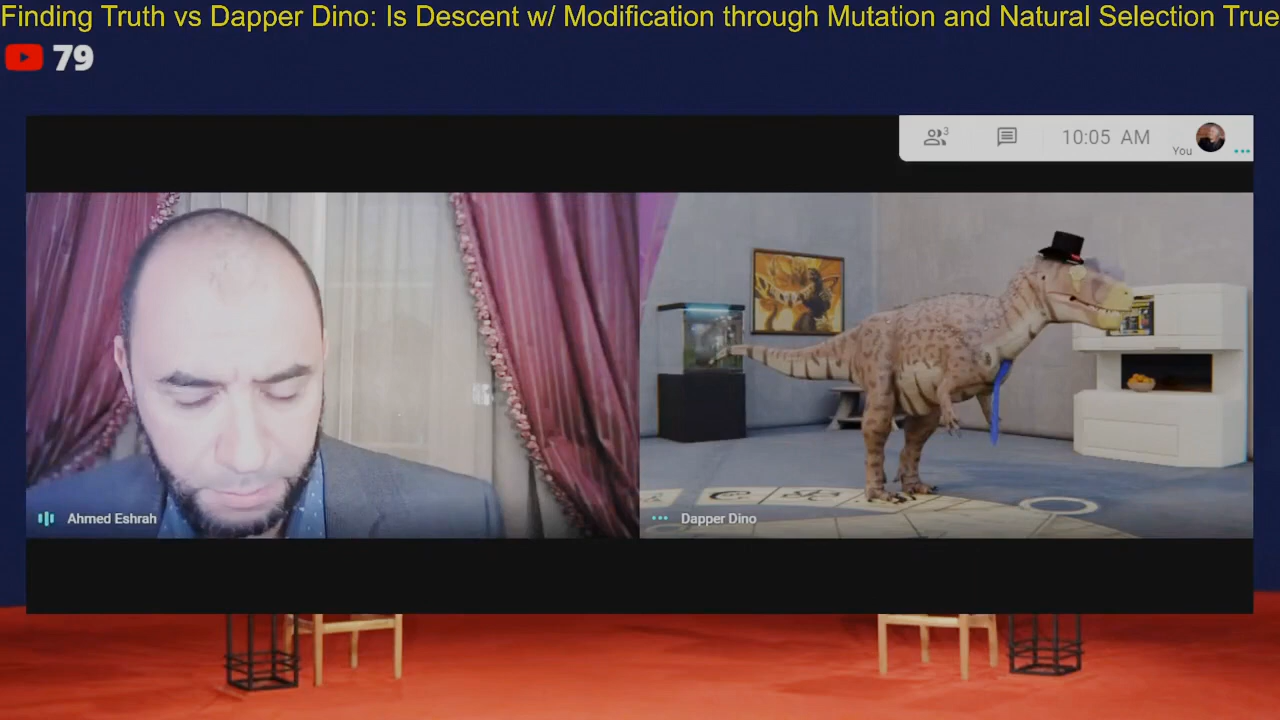 Finding Truth vs Dapper Dino: Is Descent w/ Modification through Mutation and Natural Selection True
79
3
10:05 AM
You
Ahmed Eshrah
Dapper Dino